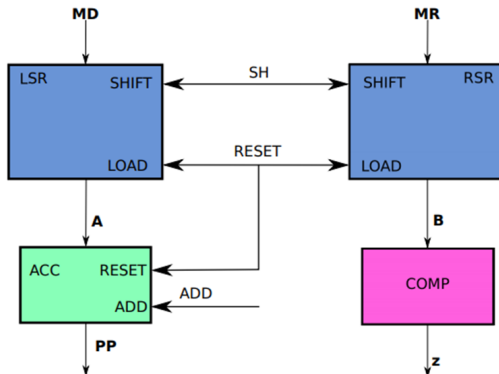 MD
MR
LSR
SHIFT
SH
SHIFT
RSR
LOAD
RESET
LOAD
A
B
ACC
RESET
ADD
ADD
COMP
PP
z